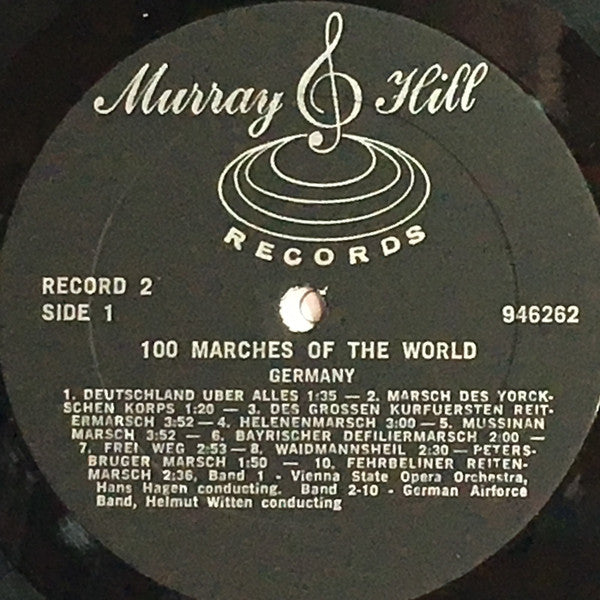 Murray Hill
RECORDS
RECORD 2
SIDE 1
946262
100 MARCHES OF THE WORLD
GERMANY
1. DEUTSCHLAND UBER ALLES 1:35 — 2. MARSCH DES YORCK-
SCHEN KORPS 1:20 — 3. DES GROSSEN KURFUERSTEN REIT-
ERMARSCH 3:52 — 4. HELENENMARSCH 3:00 — 5. MUSSINAN
MARSCH 3:52 — 6. BAYRISCHER DEFILIERMARSCH 2:00 —
7. FREI WEG 2:53 — 8. WAIDMANNSHEIL 2:30 — PETERS-
BRUGER MARSCH 1:50 — 10. FEHRBELINER REITEN-
MARSCH 2:36, Band 1 - Vienna State Opera Orchestra,
Hans Hagen conducting. Band 2-10 - German Airforce
Band, Helmut Witten conducting